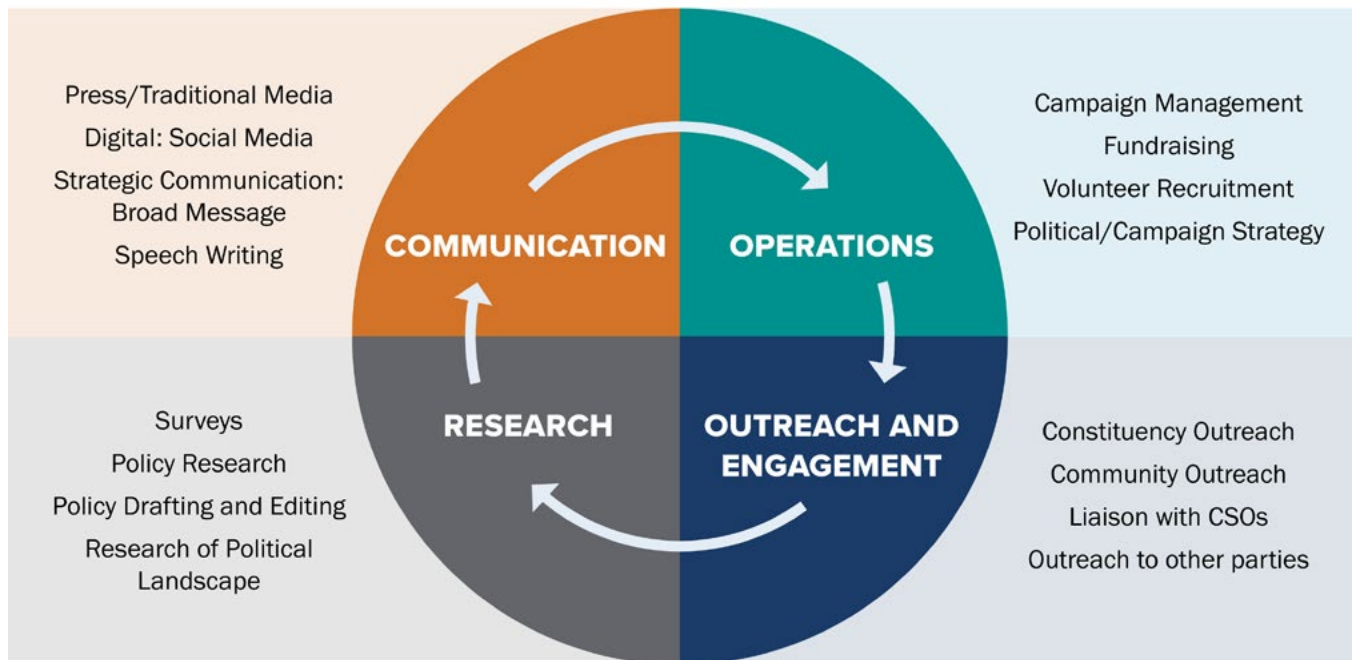 Press/Traditional Media
Digital: Social Media
Strategic Communication:
Broad Message
Speech Writing
COMMUNICATION
OPERATIONS
Campaign Management
Fundraising
Volunteer Recruitment
Political/Campaign Strategy
Surveys
Policy Research
Policy Drafting and Editing
Research of Political
Landscape
RESEARCH
OUTREACH AND
ENGAGEMENT
Constituency Outreach
Community Outreach
Liaison with CSOs
Outreach to other parties